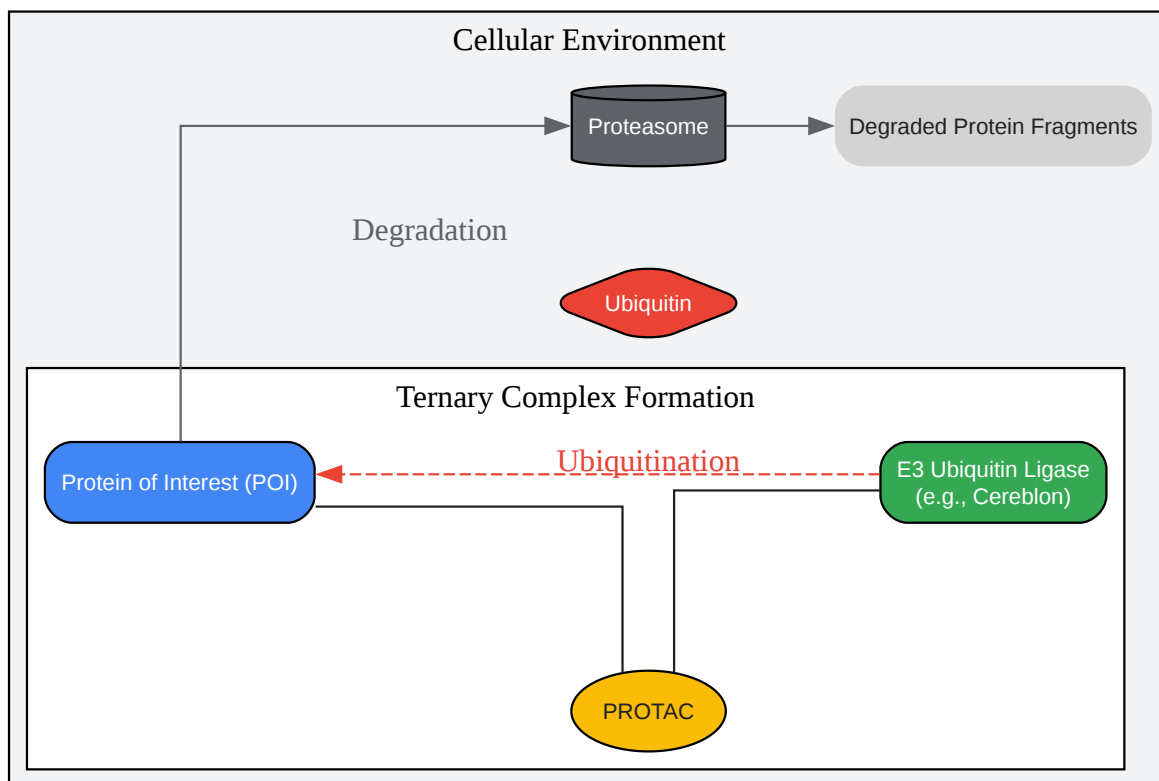 Cellular Environment
Proteasome
Degraded Protein Fragments
Degradation
Ubiquitin
Ternary Complex Formation
Protein of Interest (POI)
Ubiquitination
E3 Ubiquitin Ligase
(e.g., Cereblon)
PROTAC